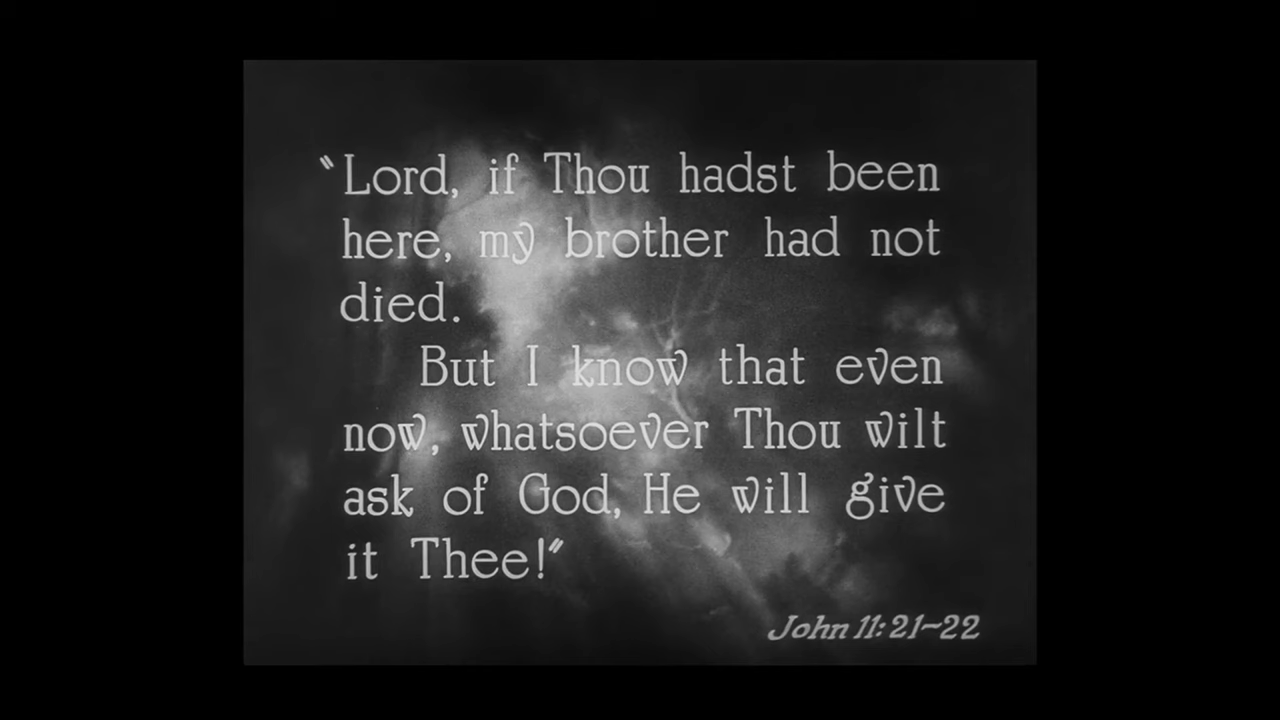 "Lord, if Thou hadst been
here, my brother had not
died.
But I know that even
now, whatsoever Thou wilt
ask of God, He will give
it Thee!"
John 11:21-22